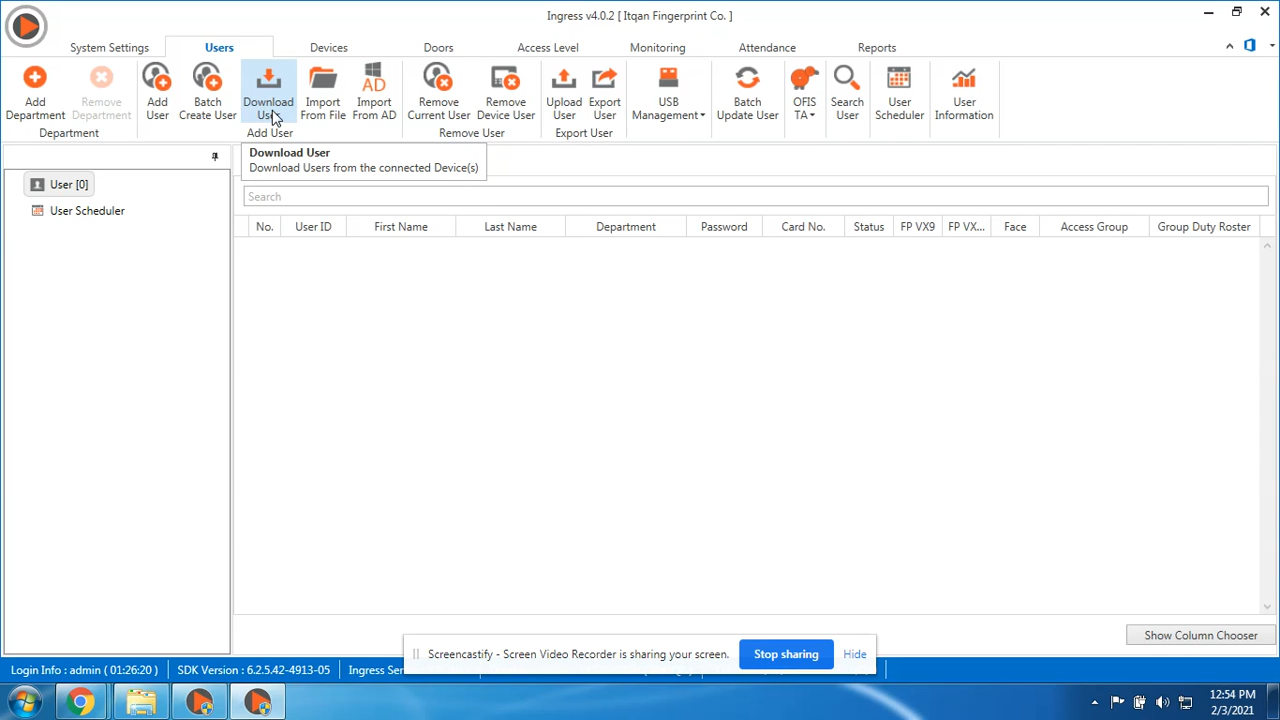 Ingress v4.0.2 [ Itqan Fingerprint Co. ]
System Settings Users Devices Doors Access Level Monitoring Attendance Reports
Add Department
Remove Department
Add User
Batch Create User
Download User
Import From File
Import From AD
AD
Remove Current User
Remove Device User
Upload User
Export User
USB Management
Batch Update User
OFIS TA
Search User
User Scheduler
User Information
Department Add User Remove User Export User
Download User
Download Users from the connected Device(s)
User [0]
User Scheduler
Search
No. User ID First Name Last Name Department Password Card No. Status FP VX9 FP VX... Face Access Group Group Duty Roster
Show Column Chooser
Screencastify - Screen Video Recorder is sharing your screen. Stop sharing Hide
Login Info : admin ( 01:26:20 ) SDK Version : 6.2.5.42-4913-05 Ingress Ser
12:54 PM
2/3/2021